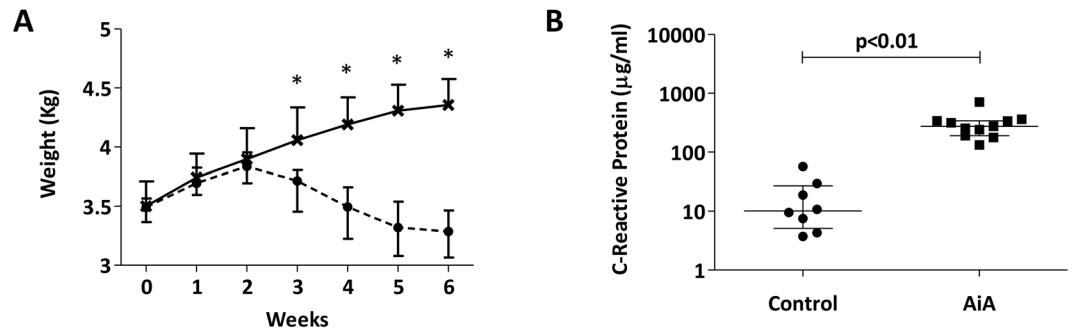 A
Weight (Kg)
5
4.5
4
3.5
3
* * * *
0 1 2 3 4 5 6
Weeks
B
C-Reactive Protein (µg/ml)
10000
1000
100
10
1
p<0.01
Control AiA